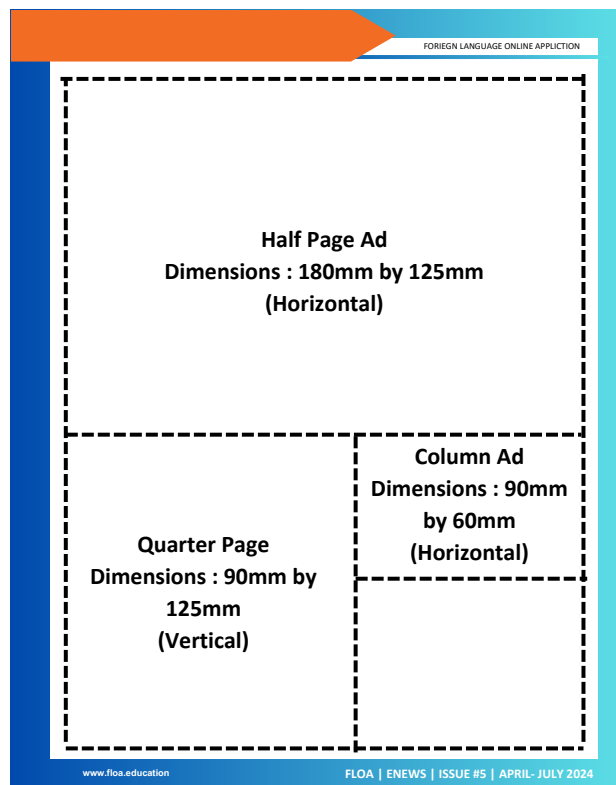 FORIEGN LANGUAGE ONLINE APPLICTION
Half Page Ad
Dimensions : 180mm by 125mm
(Horizontal)
Column Ad
Dimensions : 90mm
by 60mm
(Horizontal)
Quarter Page
Dimensions : 90mm by
125mm
(Vertical)
www.floa.education
FLOA | ENEWS | ISSUE #5 | APRIL- JULY 2024